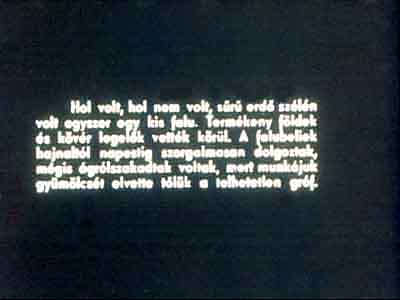 Hol volt, hol nem volt, sűrű erdő szélén
volt egyszer egy kis falu. Termékeny földek
és kövér legelők vették körül. A falubeliek
hajnaltól napestig szorgalmasan dolgoztak,
mégis ágrólszakadtak voltak, mert munkájuk
gyümölcsét elvette tőlük a telhetetlen gróf.